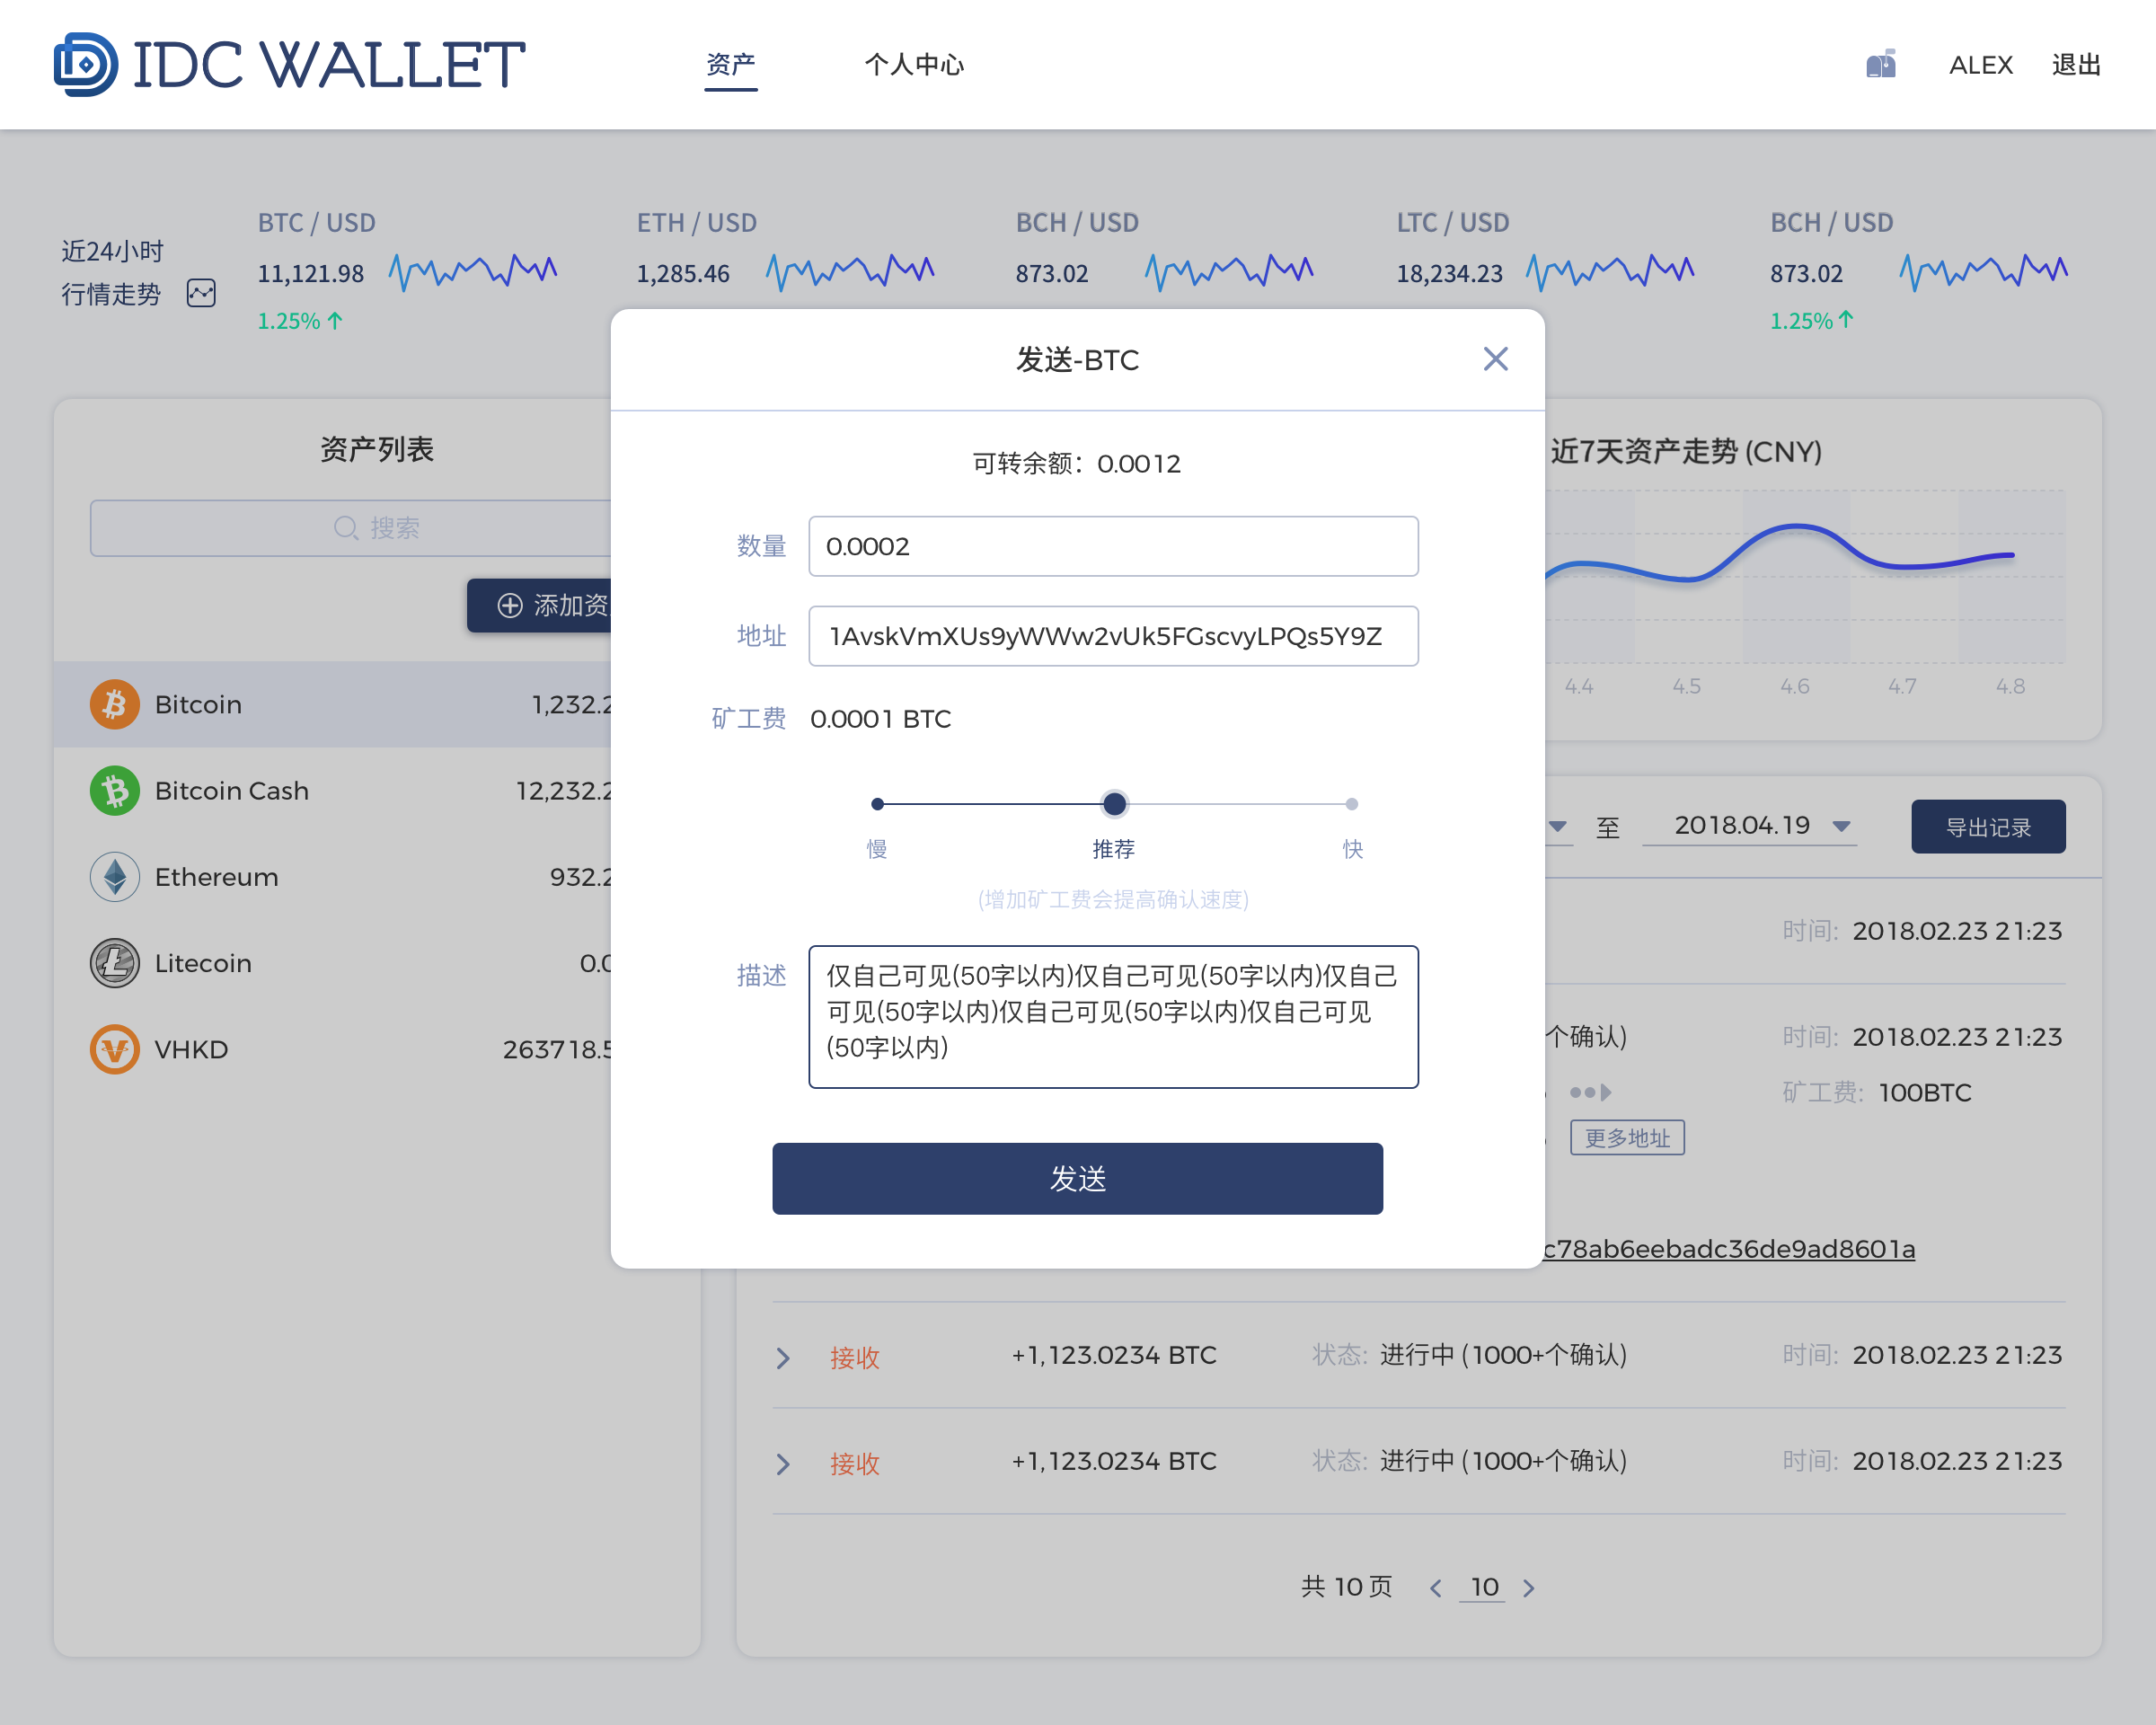 IDC WALLET
资产
个人中心
ALEX
退出
近24小时
行情走势
BTC / USD
11,121.98
1.25%
ETH / USD
1,285.46
BCH / USD
873.02
LTC / USD
18,234.23
BCH / USD
873.02
1.25%
资产列表
搜索
添加资
Bitcoin
1,232.2
Bitcoin Cash
12,232.2
Ethereum
932.2
Litecoin
0.0
VHKD
263718.5
发送-BTC
可转余额：0.0012
数量
0.0002
地址
1AvskVmXUs9yWWw2vUk5FGscvyLPQs5Y9Z
矿工费
0.0001 BTC
慢
推荐
快
(增加矿工费会提高确认速度)
描述
仅自己可见(50字以内)仅自己可见(50字以内)仅自己
可见(50字以内)仅自己可见(50字以内)仅自己可见
(50字以内)
发送
近7天资产走势 (CNY)
4.4
4.5
4.6
4.7
4.8
至
2018.04.19
导出记录
时间: 2018.02.23 21:23
个确认)
时间: 2018.02.23 21:23
矿工费: 100BTC
更多地址
c78ab6eebadc36de9ad8601a
接收
+1,123.0234 BTC
状态: 进行中 (1000+个确认)
时间: 2018.02.23 21:23
接收
+1,123.0234 BTC
状态: 进行中 (1000+个确认)
时间: 2018.02.23 21:23
共 10 页
10